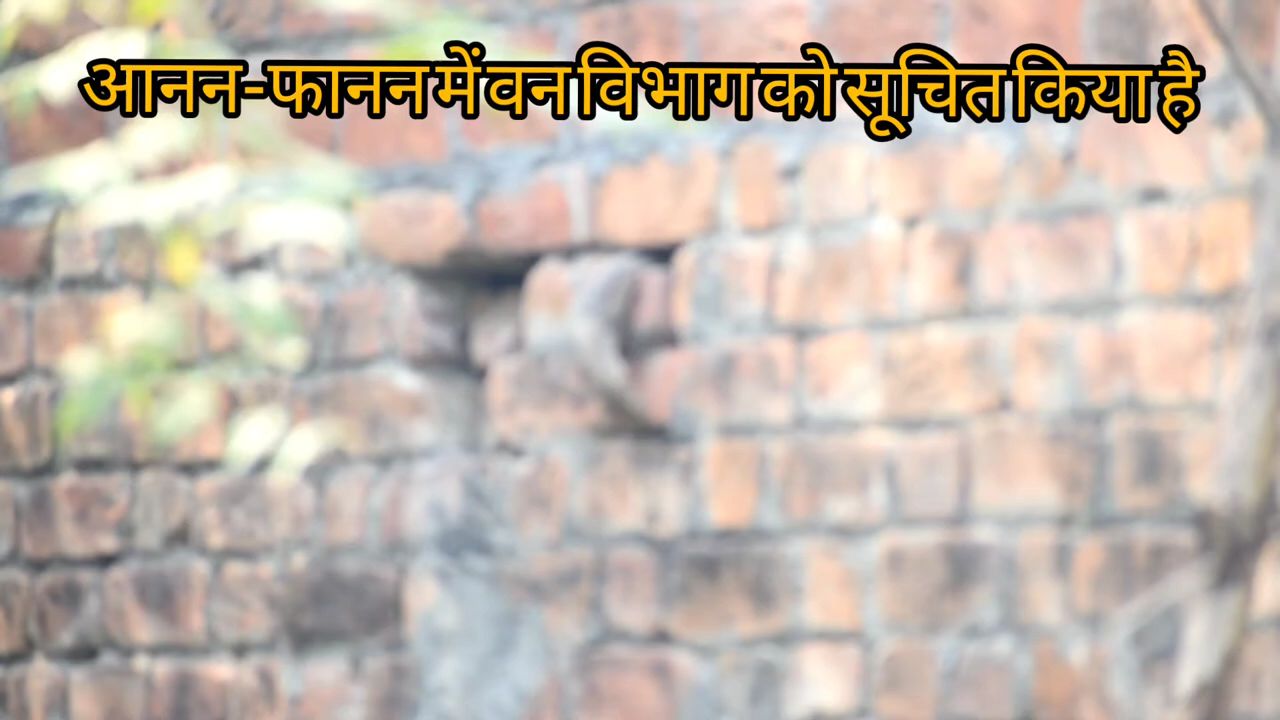 आनन-फानन में वन विभाग को सूचित किया है